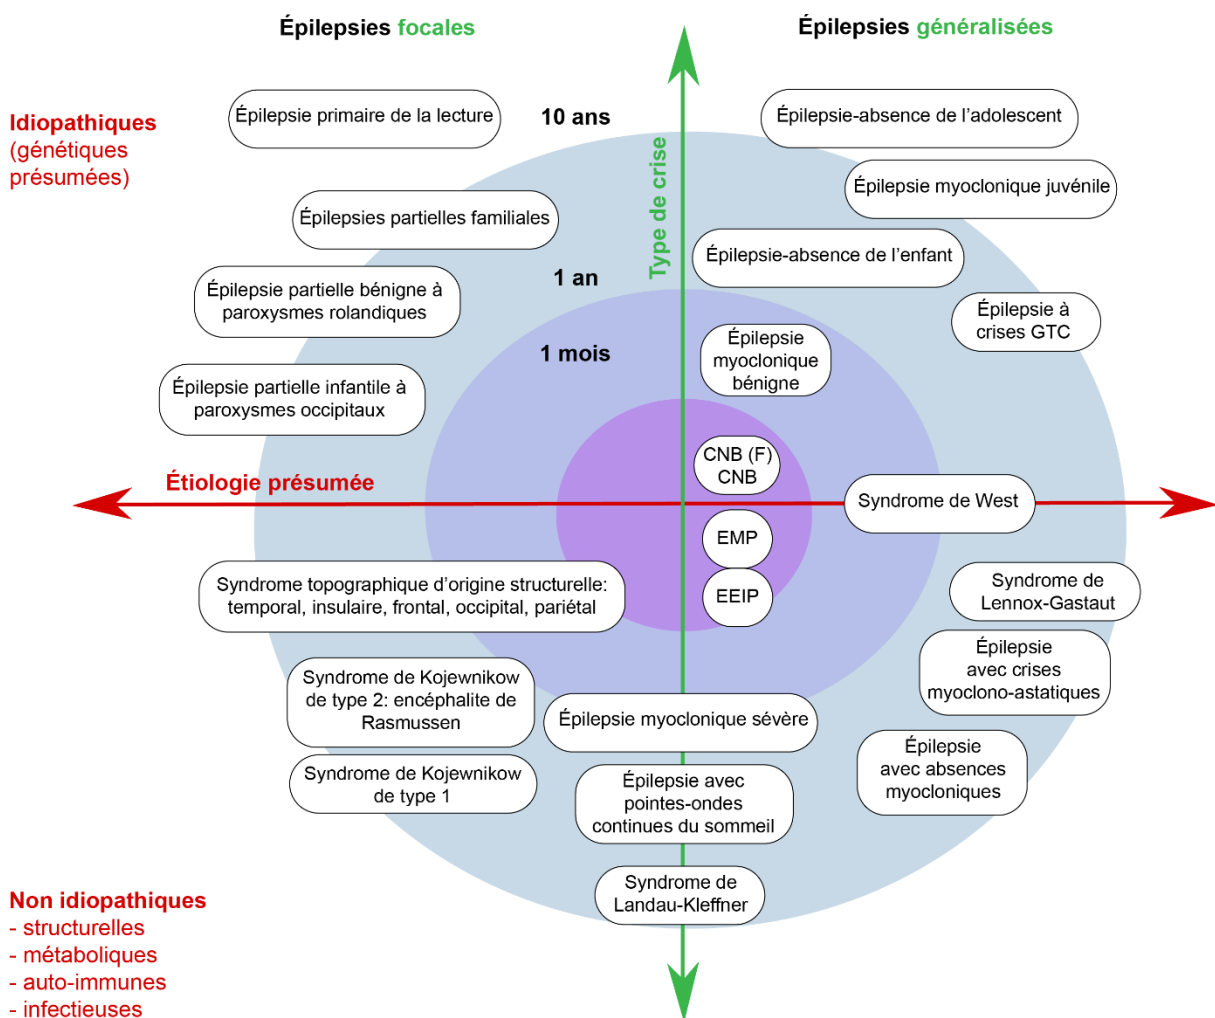 Épilepsies focales
Épilepsies généralisées
Idiopathiques
(génétiques
présumées)
Épilepsie primaire de la lecture
10 ans
Épilepsie-absence de l'adolescent
Type de crise
Épilepsie myoclonique juvénile
Épilepsies partielles familiales
Épilepsie-absence de l'enfant
1 an
Épilepsie partielle bénigne à
paroxysmes rolandiques
Épilepsie à
crises GTC
1 mois
Épilepsie
myoclonique
bénigne
Épilepsie partielle infantile à
paroxysmes occipitaux
CNB (F)
CNB
Étiologie présumée
Syndrome de West
EMP
EEIP
Syndrome topographique d'origine structurelle:
temporal, insulaire, frontal, occipital, pariétal
Syndrome de
Lennox-Gastaut
Épilepsie
avec crises
myoclono-astatiques
Syndrome de Kojewnikow
de type 2: encéphalite de
Rasmussen
Épilepsie myoclonique sévère
Épilepsie
avec absences
myocloniques
Syndrome de Kojewnikow
de type 1
Épilepsie avec
pointes-ondes
continues du sommeil
Syndrome de
Landau-Kleffner
Non idiopathiques
- structurelles
- métaboliques
- auto-immunes
- infectieuses